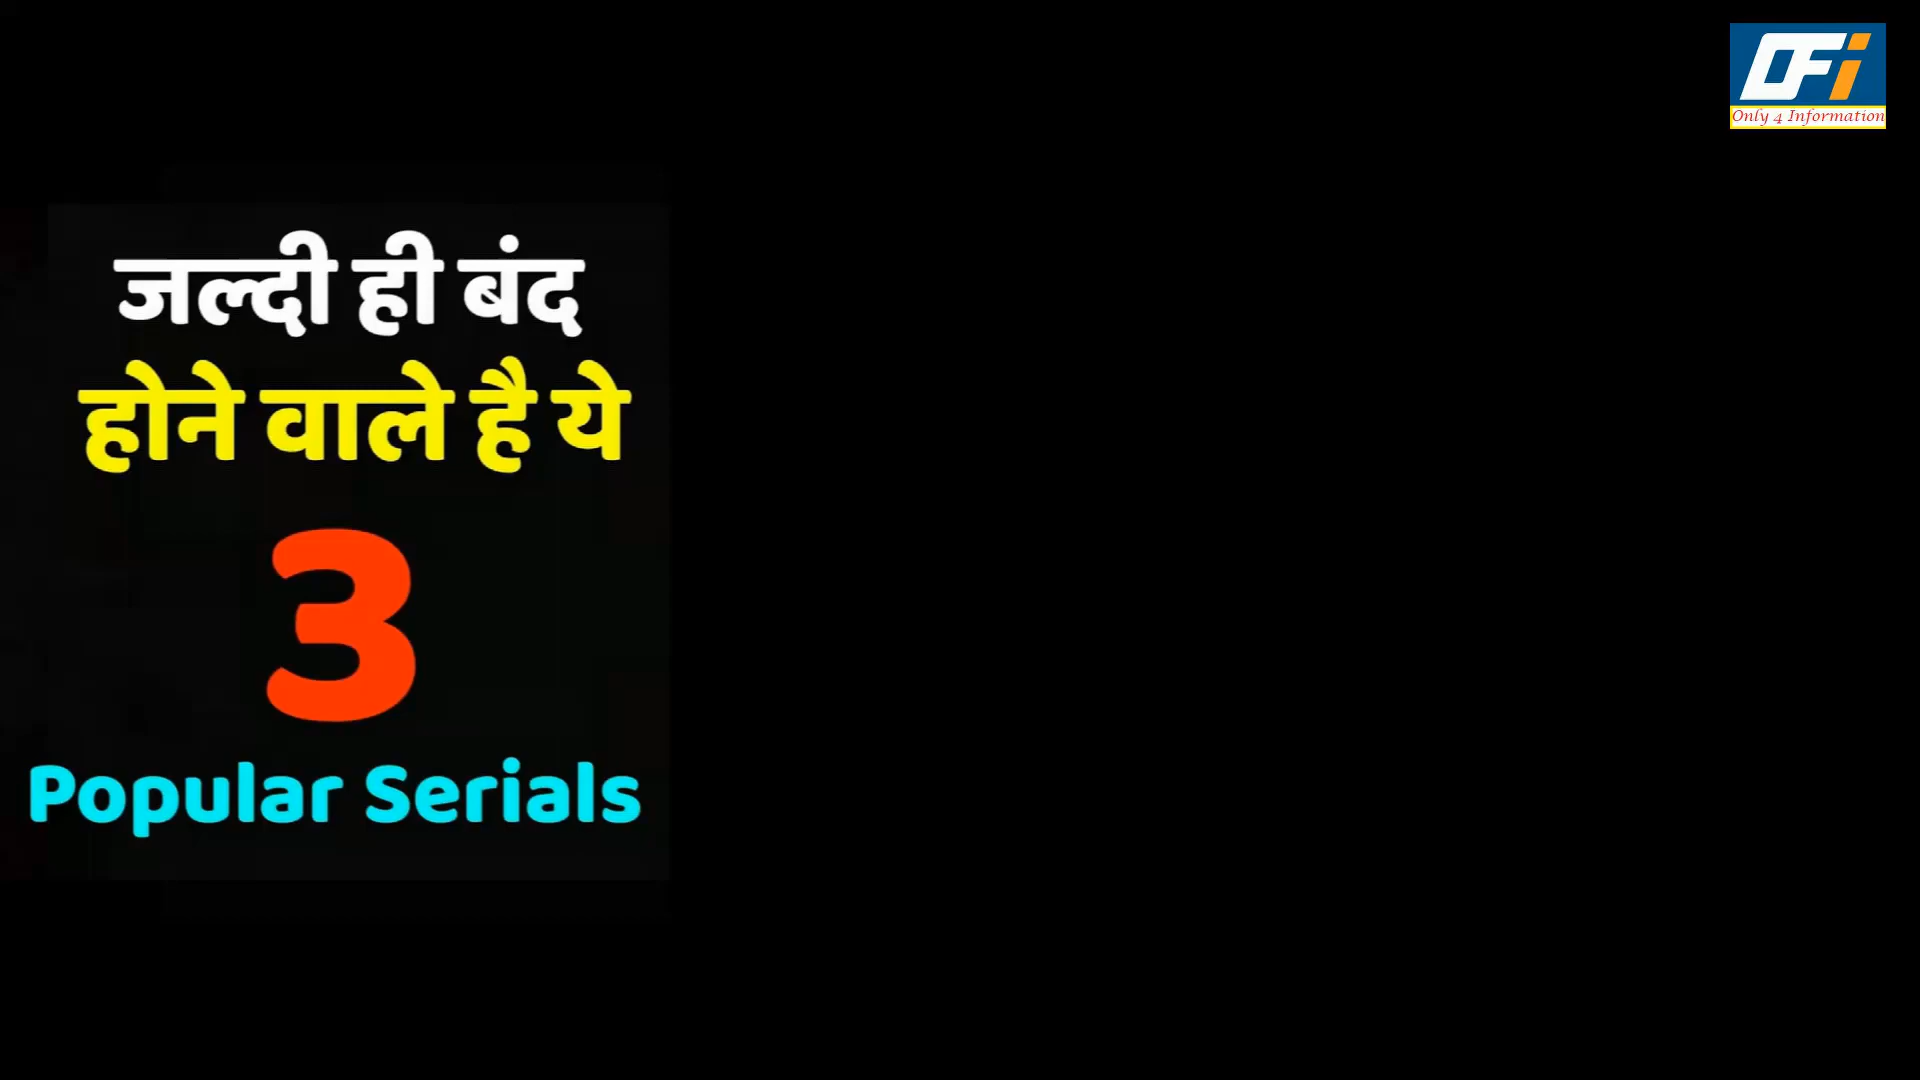 OFi
Only 4 Information
जल्दी ही बंद
होने वाले है ये
3
Popular Serials